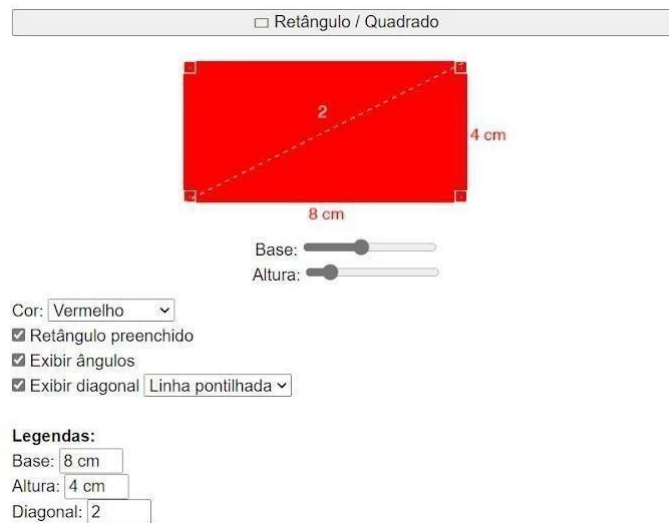 Retângulo / Quadrado
2
4 cm
8 cm
Base:
Altura:
Cor: Vermelho
Retângulo preenchido
Exibir ângulos
Exibir diagonal Linha pontilhada
Legendas:
Base: 8 cm
Altura: 4 cm
Diagonal: 2